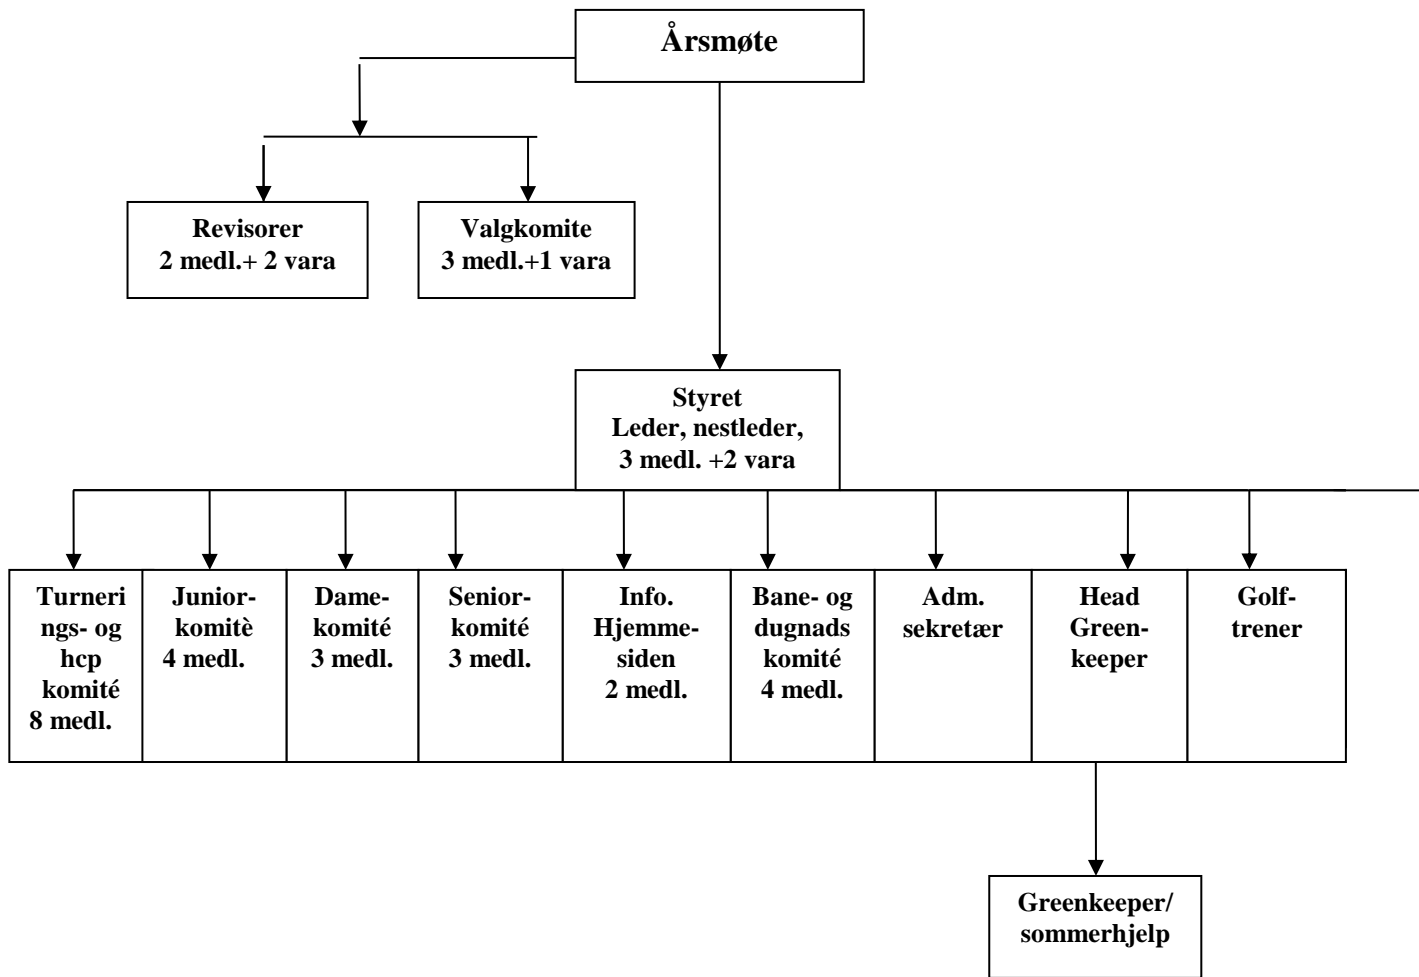 Årsmøte
Revisorer
2 medl.+ 2 vara
Valgkomite
3 medl.+1 vara
Styret
Leder, nestleder,
3 medl. +2 vara
Turneri
ngs- og
hcp
komité
8 medl.
Junior-
komitè
4 medl.
Dame-
komité
3 medl.
Senior-
komité
3 medl.
Info.
Hjemme-
siden
2 medl.
Bane- og
dugnads
komité
4 medl.
Adm.
sekretær
Head
Green-
keeper
Golf-
trener
Greenkeeper/
sommerhjelp